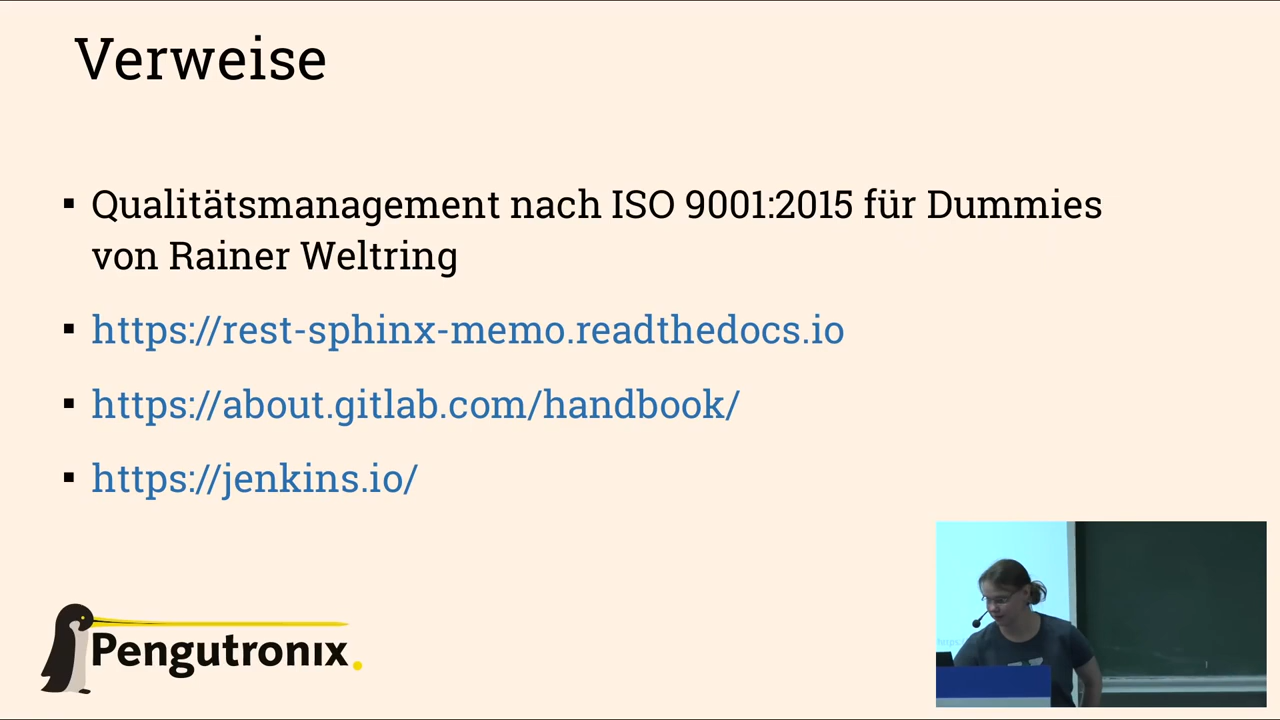 Verweise
Qualitätsmanagement nach ISO 9001:2015 für Dummies
von Rainer Weltring
https://rest-sphinx-memo.readthedocs.io
https://about.gitlab.com/handbook/
https://jenkins.io/
Pengutronix.